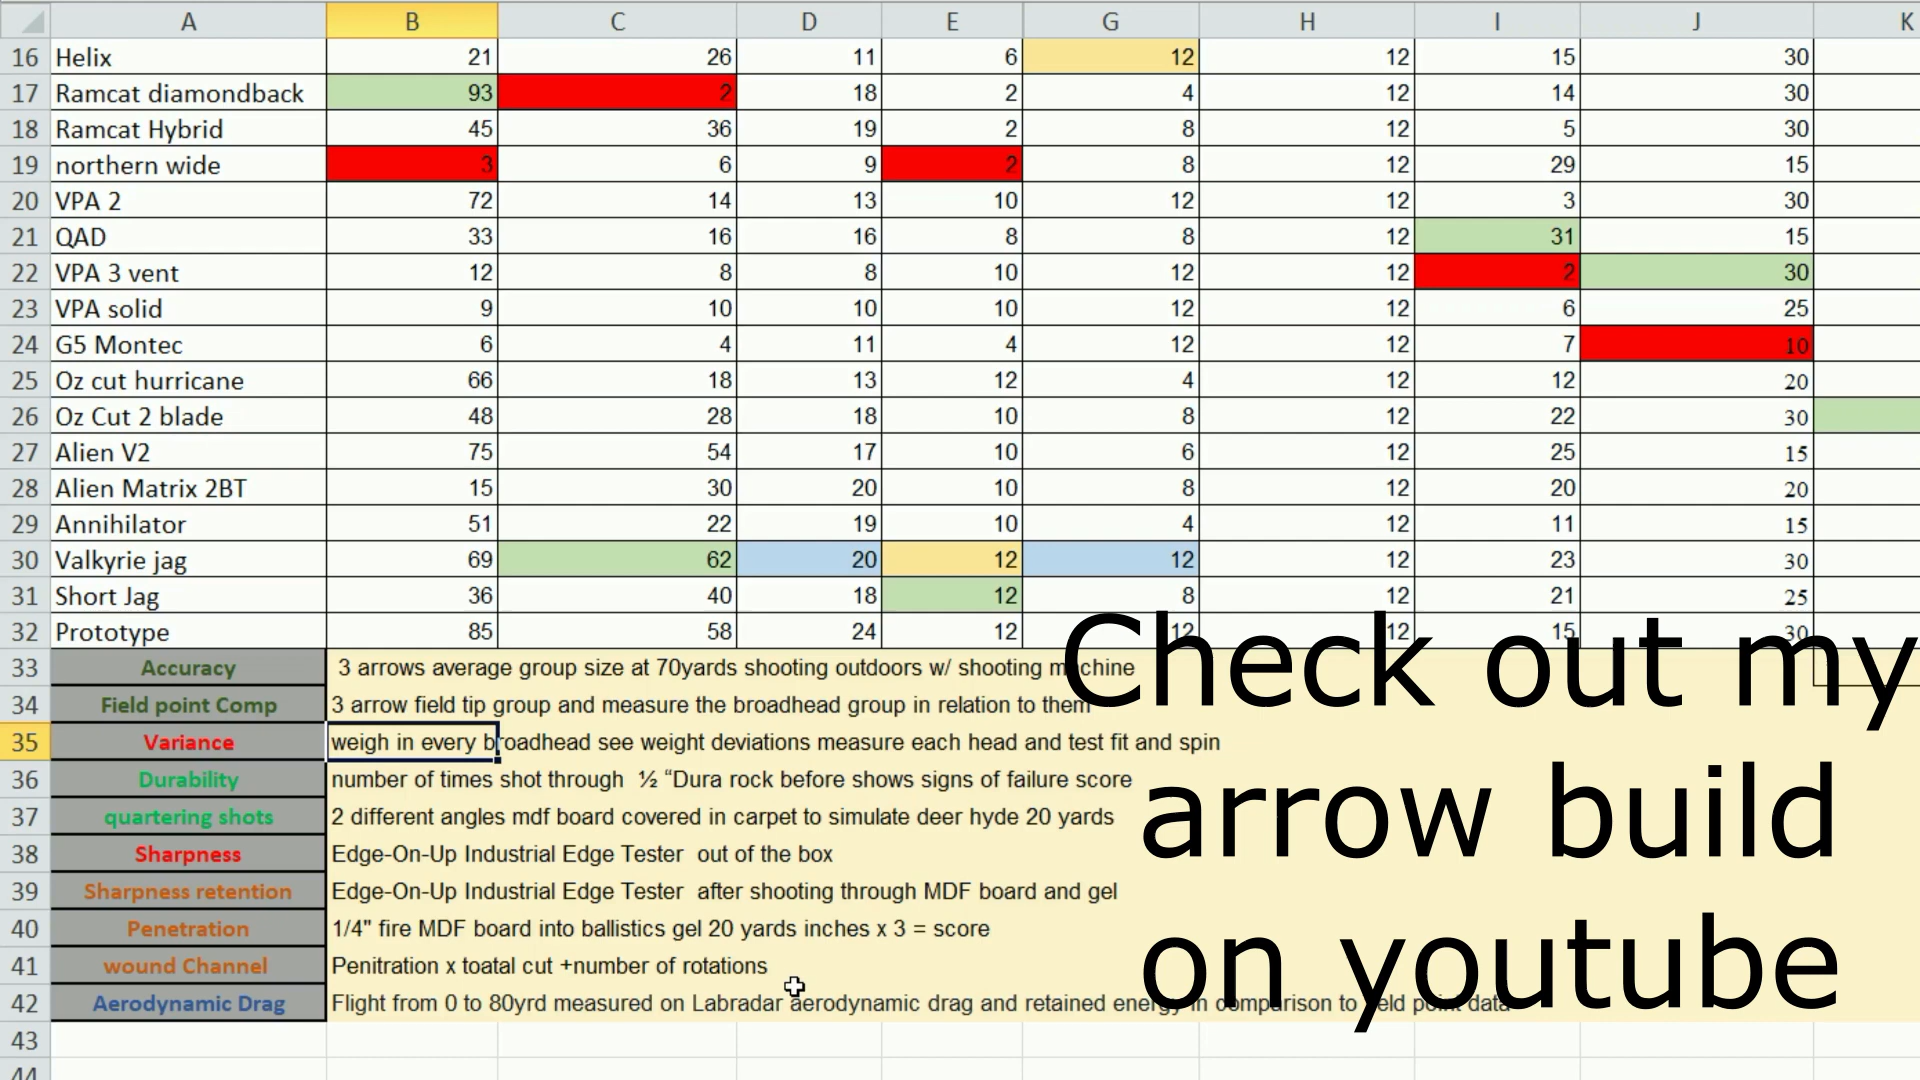 A B C D E G H I J K
16 Helix 21 26 11 6 12 12 15 30
17 Ramcat diamondback 93 2 18 2 4 12 14 30
18 Ramcat Hybrid 45 36 19 2 8 12 5 30
19 northern wide 3 6 9 2 8 12 29 15
20 VPA 2 72 14 13 10 12 12 3 30
21 QAD 33 16 16 8 8 12 31 15
22 VPA 3 vent 12 8 8 10 12 12 2 30
23 VPA solid 9 10 10 10 12 12 6 25
24 G5 Montec 6 4 11 4 12 12 7 10
25 Oz cut hurricane 66 18 13 12 4 12 12 20
26 Oz Cut 2 blade 48 28 18 10 8 12 22 30
27 Alien V2 75 54 17 10 6 12 25 15
28 Alien Matrix 2BT 15 30 20 10 8 12 20 20
29 Annihilator 51 22 19 10 4 12 11 15
30 Valkyrie jag 69 62 20 12 12 12 23 30
31 Short Jag 36 40 18 12 8 12 21 25
32 Prototype 85 58 24 12 12 12 15 30
33 Accuracy 3 arrows average group size at 70yards shooting outdoors w/ shooting machine
34 Field point Comp 3 arrow field tip group and measure the broadhead group in relation to them
35 Variance weigh in every broadhead see weight deviations measure each head and test fit and spin
36 Durability number of times shot through ½ “Dura rock before shows signs of failure score
37 quartering shots 2 different angles mdf board covered in carpet to simulate deer hyde 20 yards
38 Sharpness Edge-On-Up Industrial Edge Tester out of the box
39 Sharpness retention Edge-On-Up Industrial Edge Tester after shooting through MDF board and gel
40 Penetration 1/4" fire MDF board into ballistics gel 20 yards inches x 3 = score
41 wound Channel Penitration x toatal cut +number of rotations
42 Aerodynamic Drag Flight from 0 to 80yrd measured on Labradar aerodynamic drag and retained energy in comparison to field point data
43
44
Check out my
arrow build
on youtube